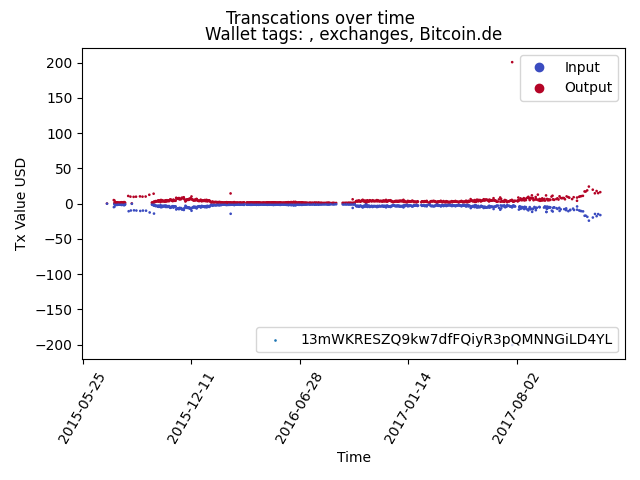 Transcations over time
Wallet tags: , exchanges, Bitcoin.de
Input
Output
200
150
100
50
0
−50
−100
−150
−200
Tx Value USD
13mWKRESZQ9kw7dfFQiyR3pQMNNGiLD4YL
2015-05-25
2015-12-11
2016-06-28
2017-01-14
2017-08-02
Time